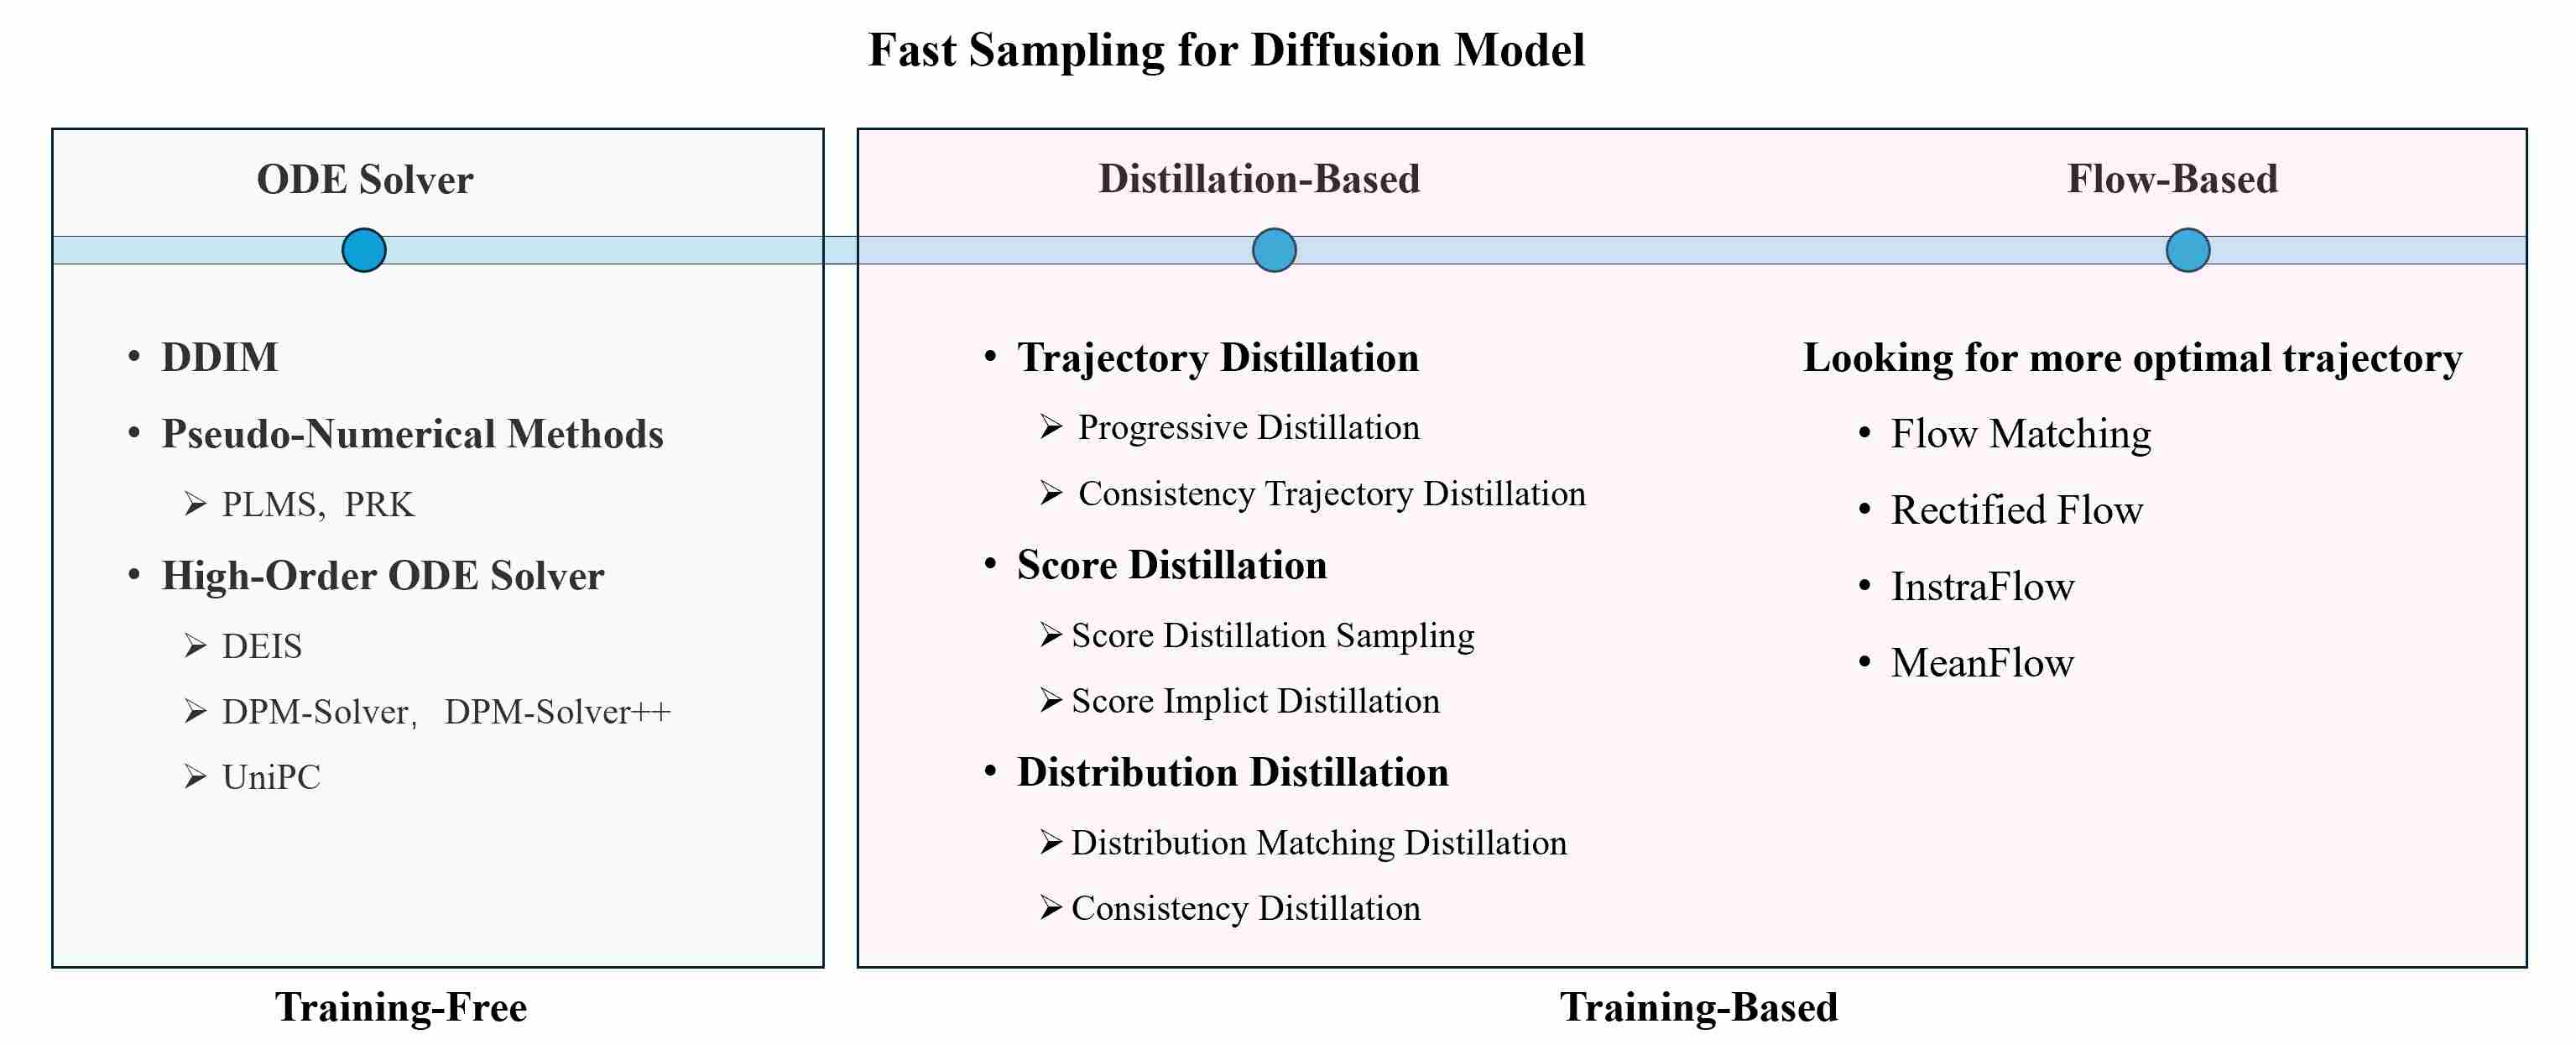 Fast Sampling for Diffusion Model
ODE Solver
• DDIM
• Pseudo-Numerical Methods
➢ PLMS, PRK
• High-Order ODE Solver
➢ DEIS
➢ DPM-Solver, DPM-Solver++
➢ UniPC
Training-Free
Distillation-Based
• Trajectory Distillation
➢ Progressive Distillation
➢ Consistency Trajectory Distillation
• Score Distillation
➢ Score Distillation Sampling
➢ Score Implict Distillation
• Distribution Distillation
➢ Distribution Matching Distillation
➢ Consistency Distillation
Flow-Based
Looking for more optimal trajectory
• Flow Matching
• Rectified Flow
• InstraFlow
• MeanFlow
Training-Based